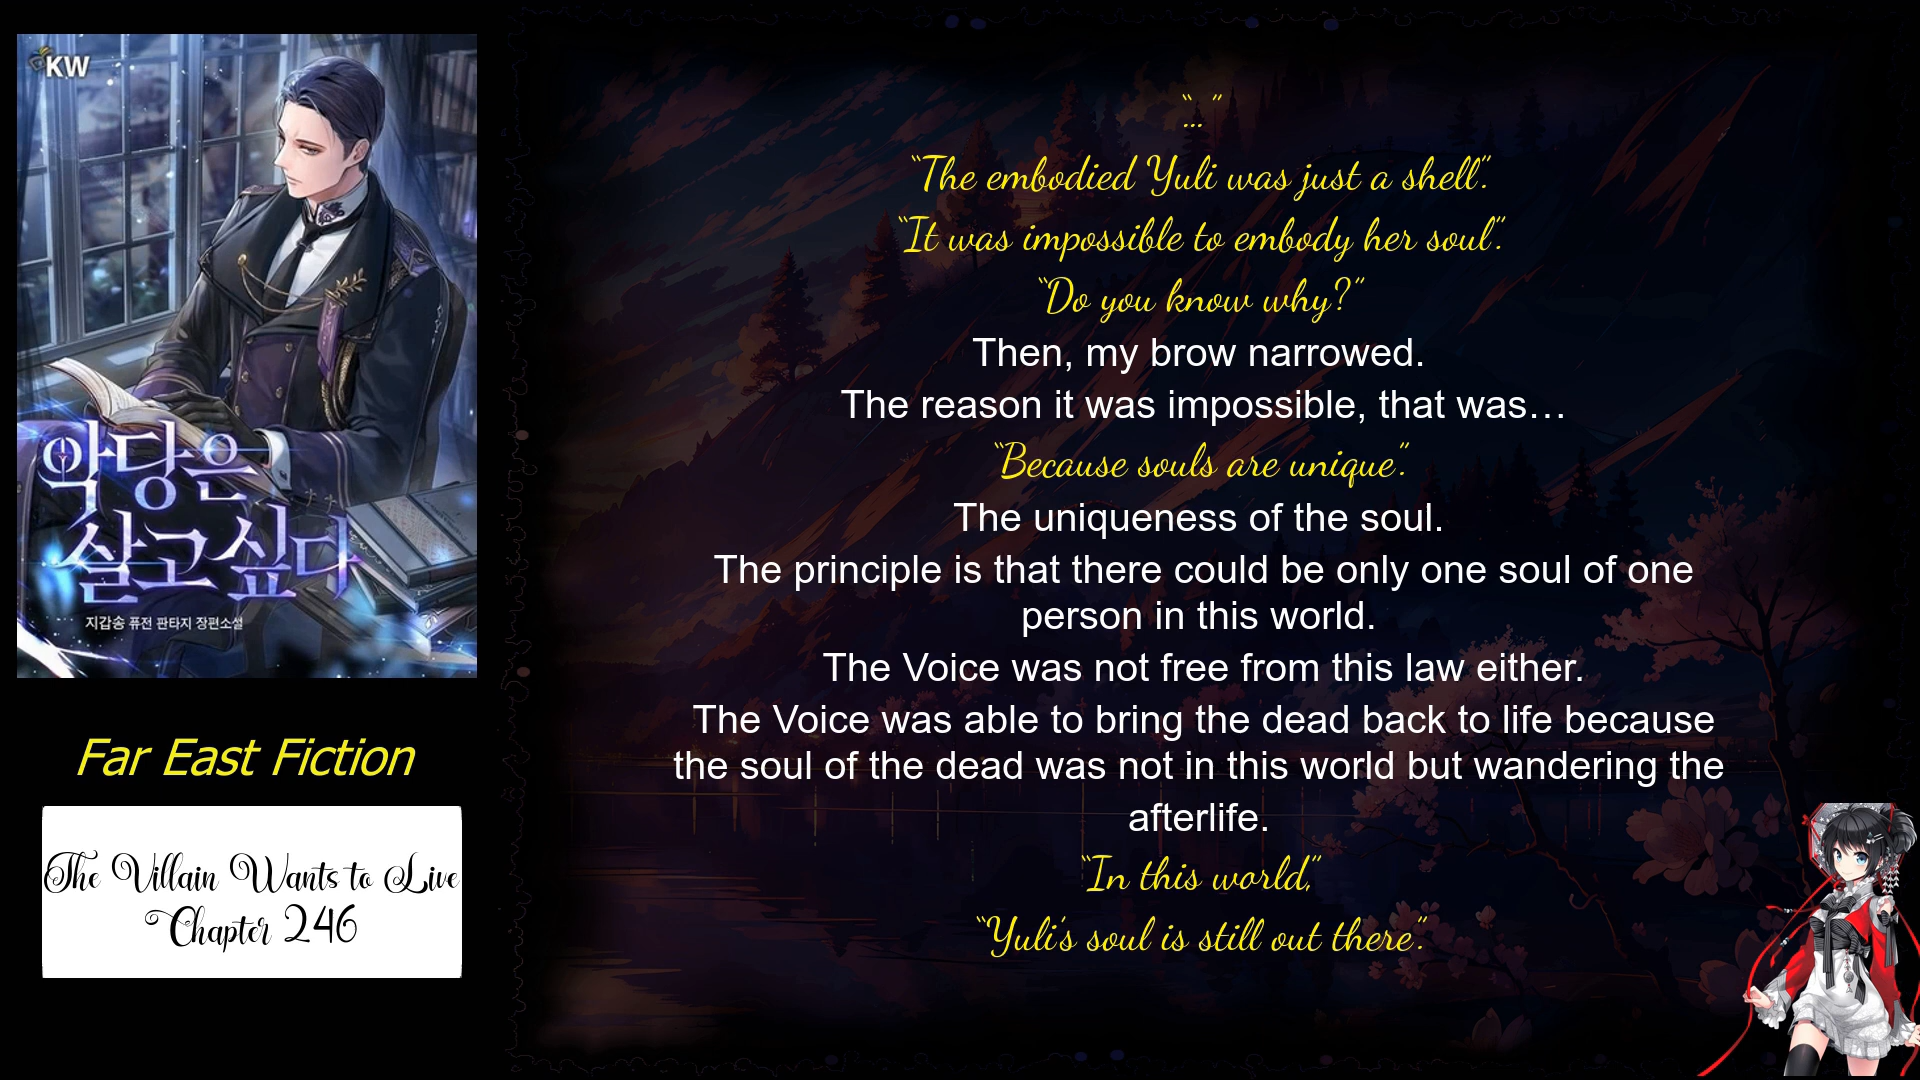 KW
악당은
살고싶다
지갑송 퓨전 판타지 장편소설
Far East Fiction
The Villain Wants to Live
Chapter 246
“…”
“The embodied Yuli was just a shell.”
“It was impossible to embody her soul.”
“Do you know why?”
Then, my brow narrowed.
The reason it was impossible, that was…
“Because souls are unique.”
The uniqueness of the soul.
The principle is that there could be only one soul of one
person in this world.
The Voice was not free from this law either.
The Voice was able to bring the dead back to life because
the soul of the dead was not in this world but wandering the
afterlife.
“In this world,”
“Yuli’s soul is still out there.”